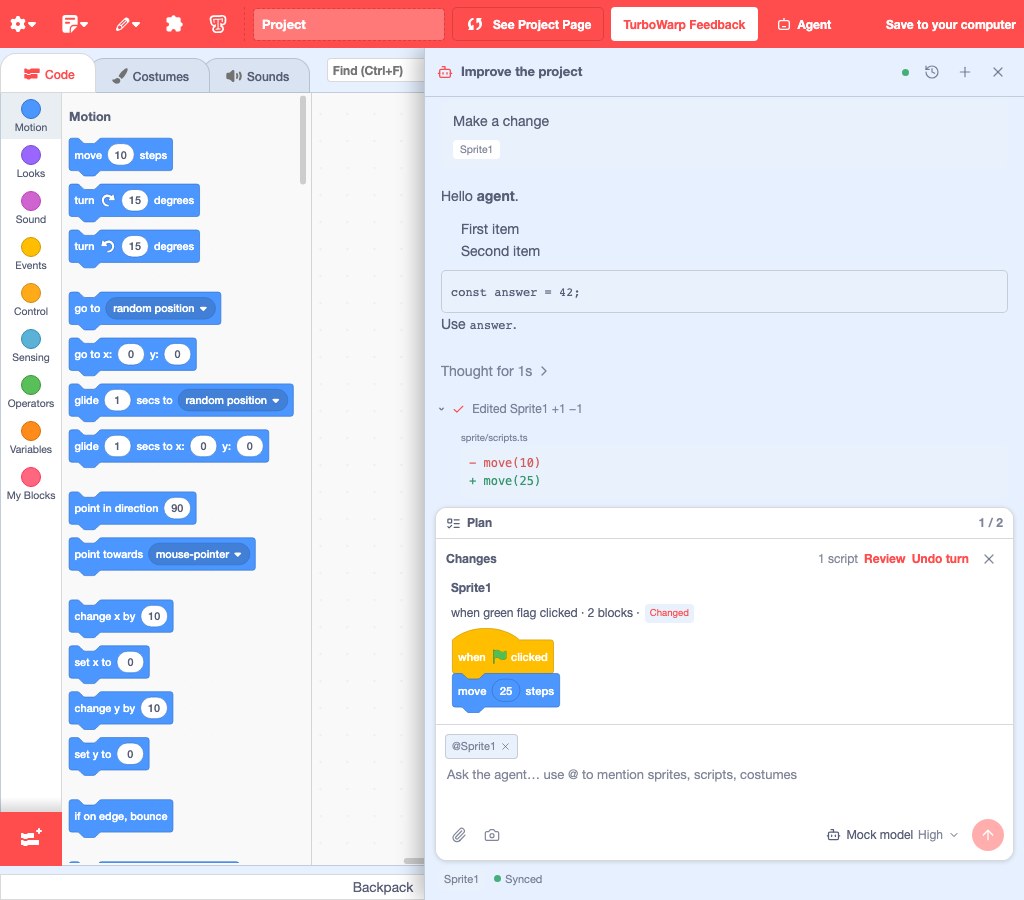 Project
See Project Page
TurboWarp Feedback
Agent
Save to your computer
Code
Costumes
Sounds
Find (Ctrl+F)
Motion
Looks
Sound
Events
Control
Sensing
Operators
Variables
My Blocks
Motion
move 10 steps
turn 15 degrees
turn 15 degrees
go to random position
go to x: 0 y: 0
glide 1 secs to random position
glide 1 secs to x: 0 y: 0
point in direction 90
point towards mouse-pointer
change x by 10
set x to 0
change y by 10
set y to 0
if on edge, bounce
Backpack
Improve the project
Make a change
Sprite1
Hello agent.
First item
Second item
const answer = 42;
Use answer.
Thought for 1s
Edited Sprite1 +1 −1
sprite/scripts.ts
− move(10)
+ move(25)
Plan
1 / 2
Changes
1 script Review Undo turn
Sprite1
when green flag clicked · 2 blocks · Changed
when clicked
move 25 steps
@Sprite1 ×
Ask the agent… use @ to mention sprites, scripts, costumes
Mock model High
Sprite1
Synced